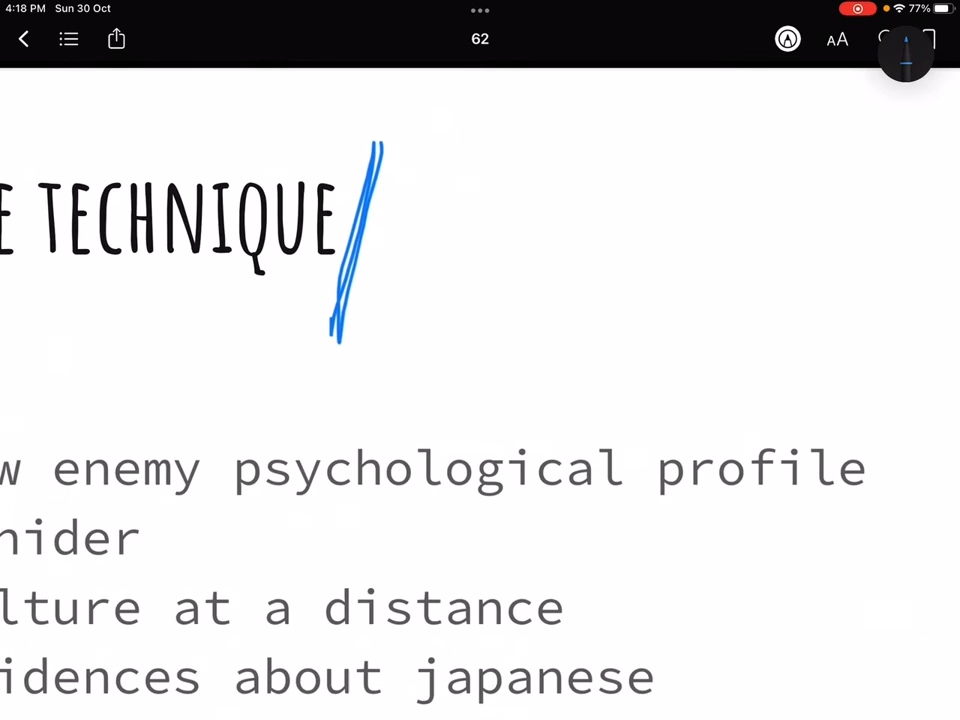 4:18 PM Sun 30 Oct
77%
62
AA
E TECHNIQUE
w enemy psychological profile
hider
lture at a distance
idences about japanese